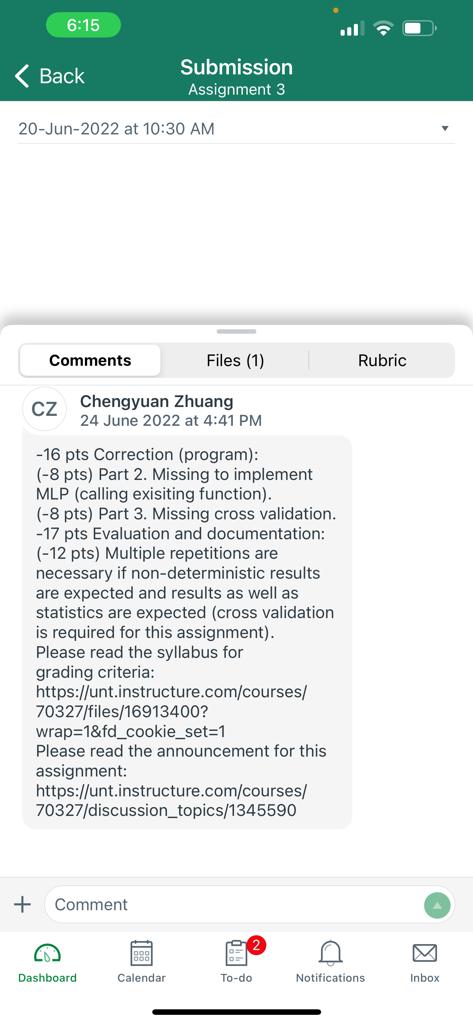 6:15
Back
Submission
Assignment 3
20-Jun-2022 at 10:30 AM
Comments
Files (1)
Rubric
CZ
Chengyuan Zhuang
24 June 2022 at 4:41 PM
-16 pts Correction (program):
(-8 pts) Part 2. Missing to implement
MLP (calling exisiting function).
(-8 pts) Part 3. Missing cross validation.
-17 pts Evaluation and documentation:
(-12 pts) Multiple repetitions are
necessary if non-deterministic results
are expected and results as well as
statistics are expected (cross validation
is required for this assignment).
Please read the syllabus for
grading criteria:
https://unt.instructure.com/courses/
70327/files/16913400?
wrap=1&fd_cookie_set=1
Please read the announcement for this
assignment:
https://unt.instructure.com/courses/
70327/discussion_topics/1345590
Comment
2
Dashboard
Calendar
To-do
Notifications
Inbox